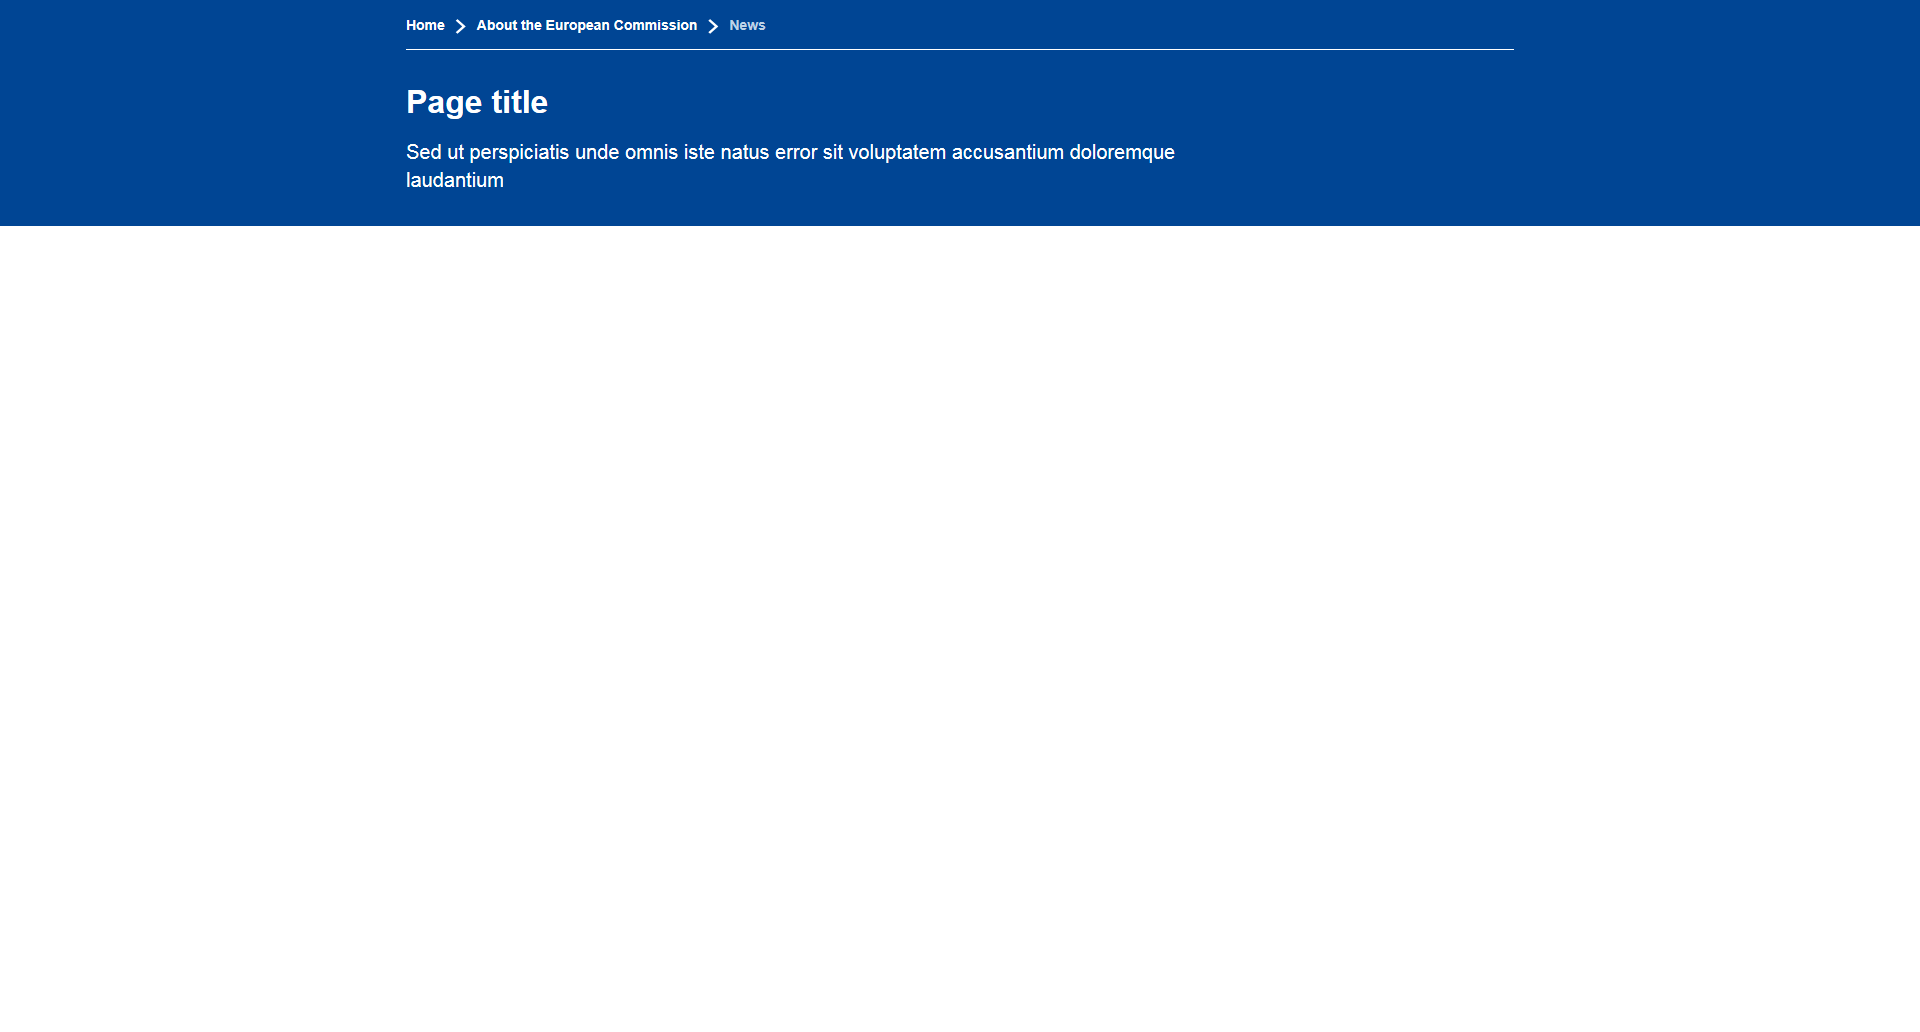 Home About the European Commission News
Page title
Sed ut perspiciatis unde omnis iste natus error sit voluptatem accusantium doloremque
laudantium